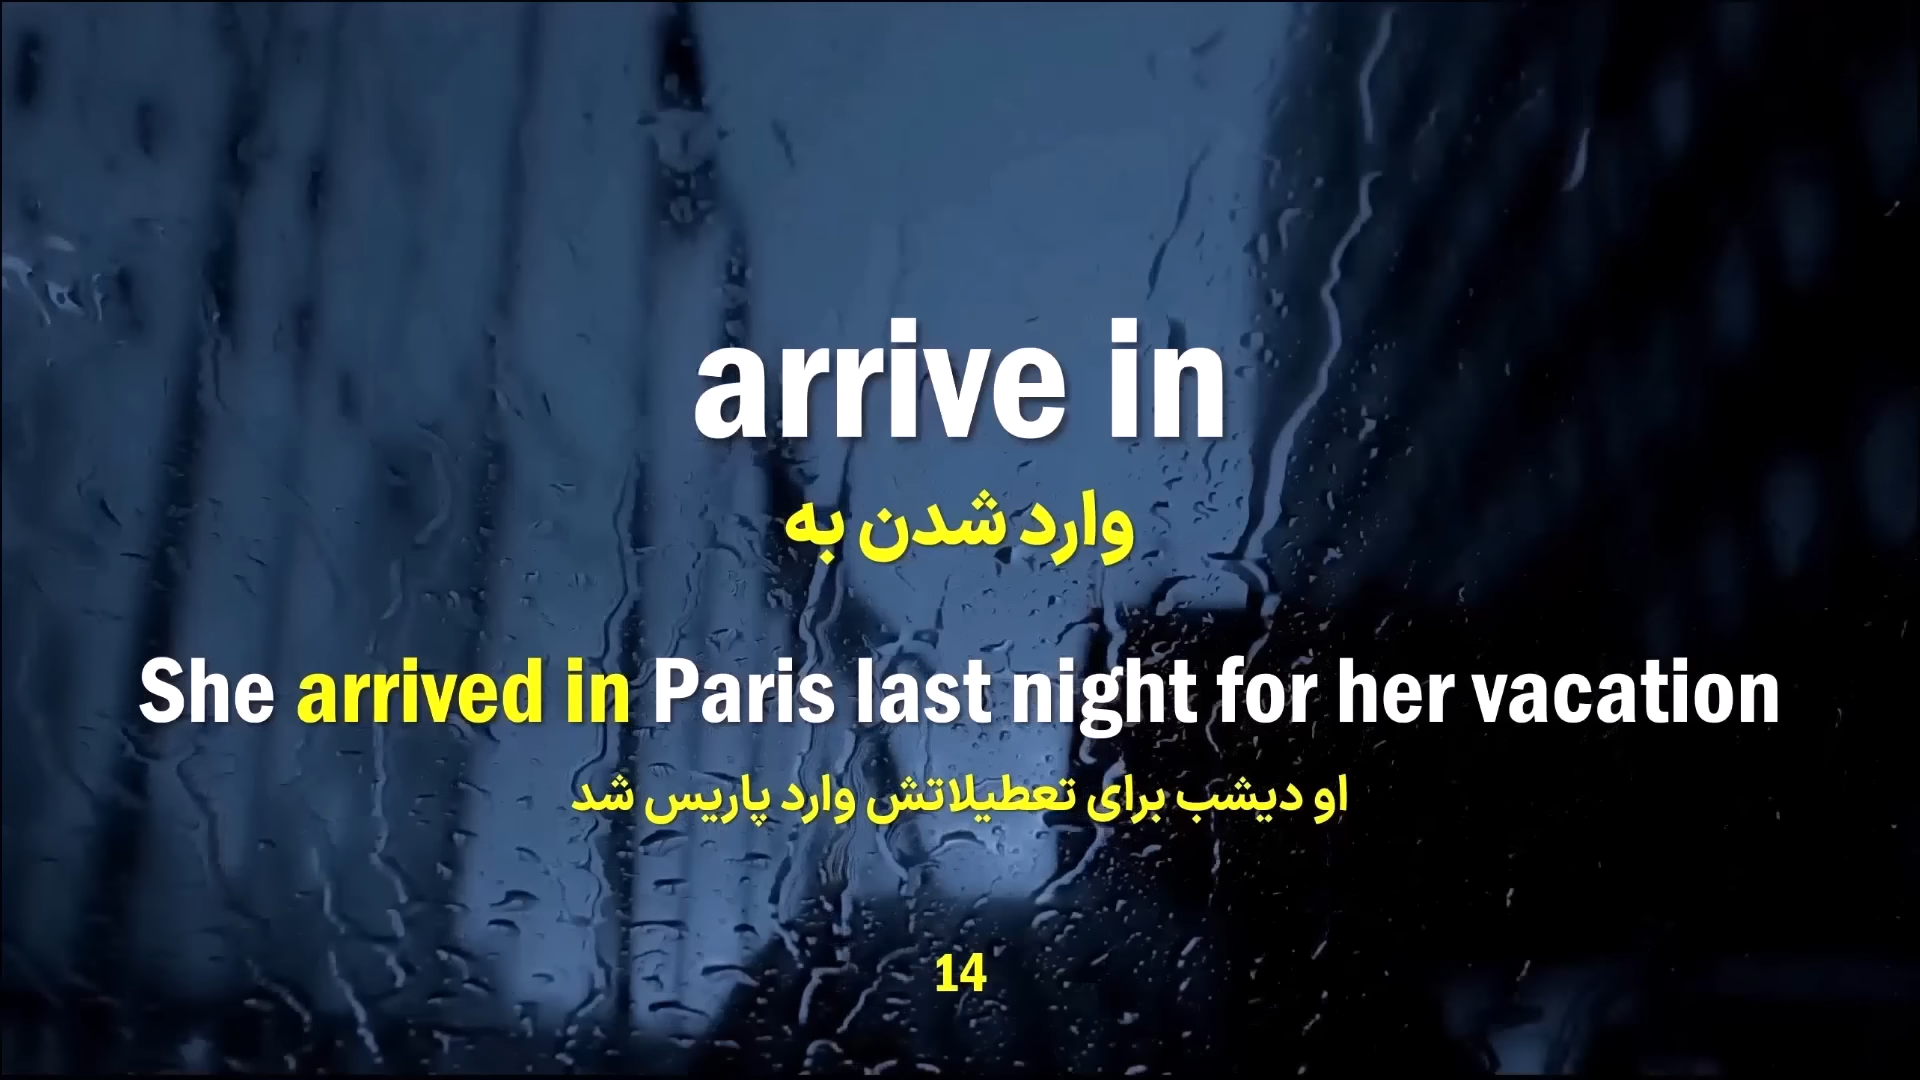 arrive in
وارد شدن به
She arrived in Paris last night for her vacation
او دیشب برای تعطیلاتش وارد پاریس شد
14